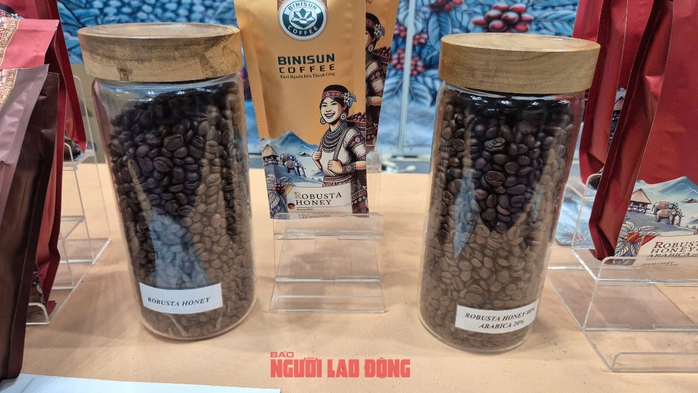 BINISUN
COFFEE
BINISUN
COFFEE
ROBUSTA
HONEY
ROBUSTA HONEY
ROBUSTA HONEY 80%
ARABICA 20%
ROBUSTA
HONEY
ARABICA
BÁO
NGƯỜI LAO ĐỘNG